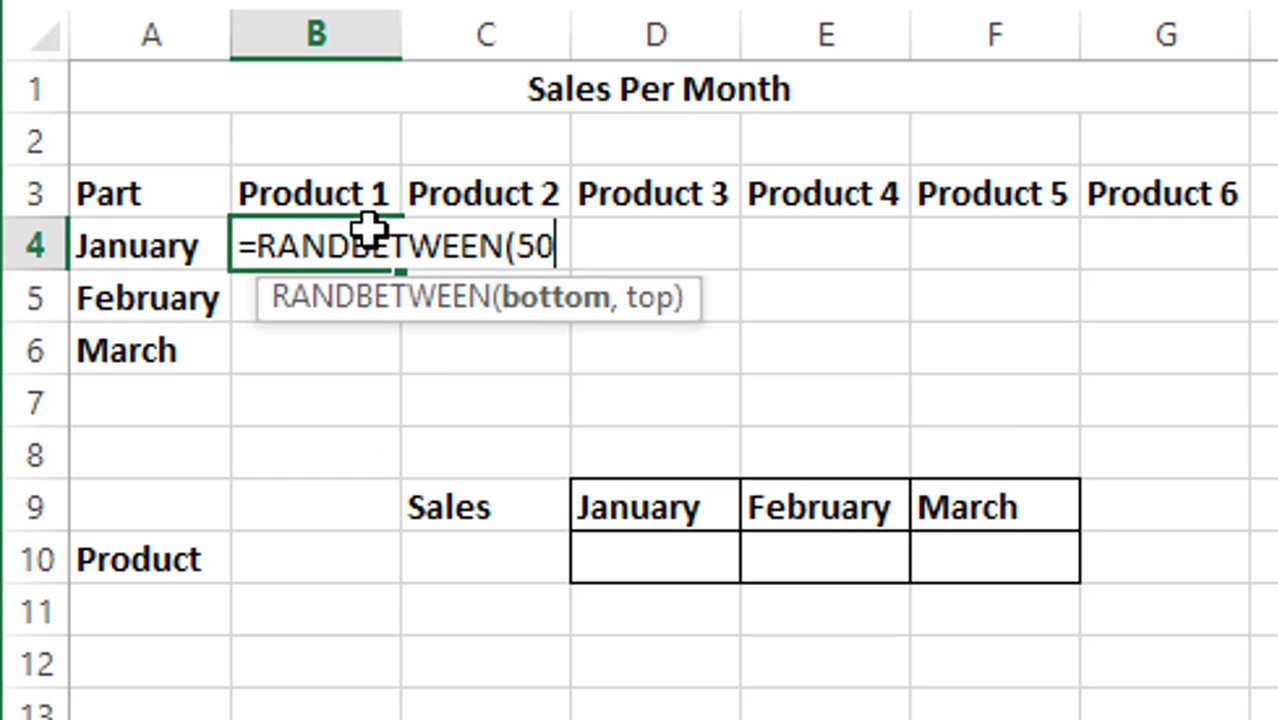 A B C D E F G
1 Sales Per Month
2
3 Part Product 1 Product 2 Product 3 Product 4 Product 5 Product 6
4 January =RANDBETWEEN(50
5 February RANDBETWEEN(bottom, top)
6 March
7
8
9 Sales January February March
10 Product
11
12
13